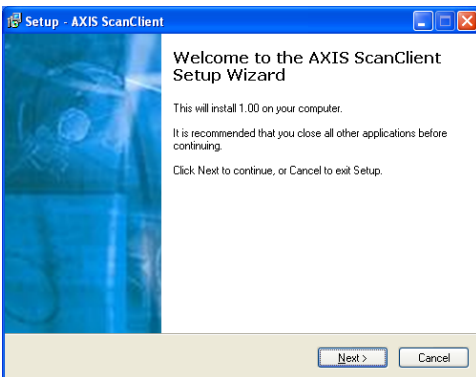 Setup - AXIS ScanClient
Welcome to the AXIS ScanClient
Setup Wizard
This will install 1.00 on your computer.
It is recommended that you close all other applications before
continuing.
Click Next to continue, or Cancel to exit Setup.
Next >
Cancel